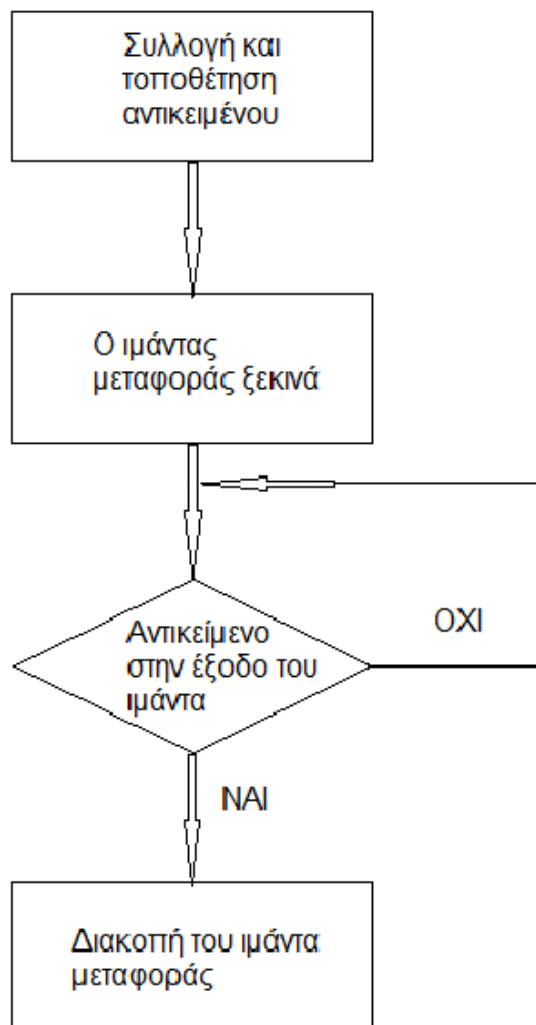 Συλλογή και
τοποθέτηση
αντικειμένου
Ο ιμάντας
μεταφοράς ξεκινά
Αντικείμενο
στην έξοδο του
ιμάντα
ΟΧΙ
ΝΑΙ
Διακοπή του ιμάντα
μεταφοράς